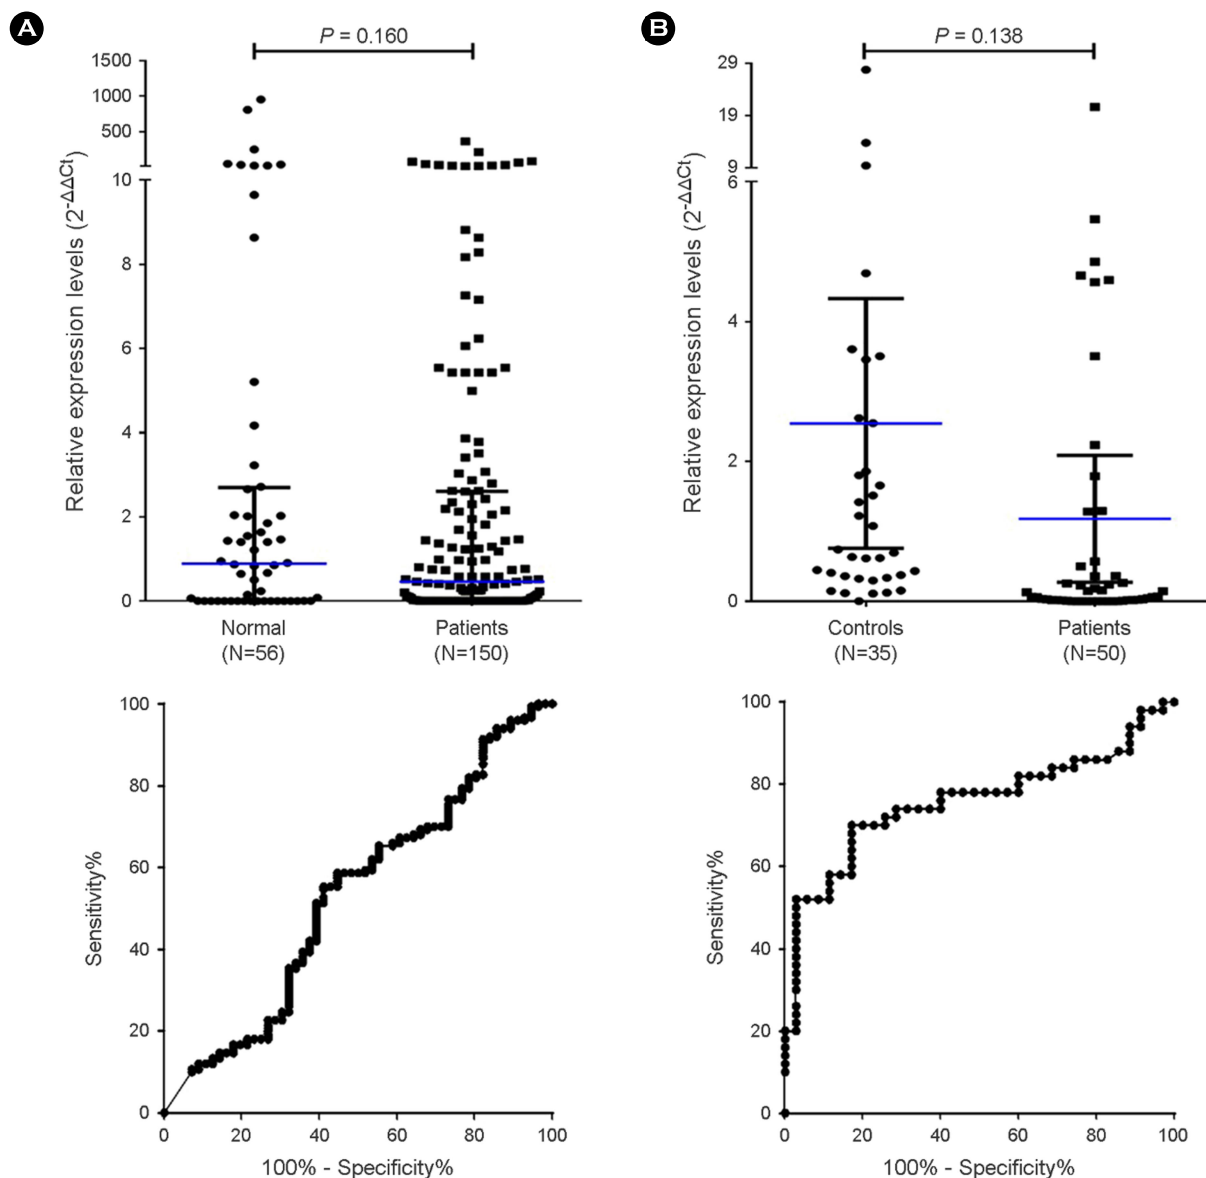 A
P = 0.160
1500
1000
500
10
8
6
4
2
0
Relative expression levels (2-ΔΔCt)
Normal
(N=56)
Patients
(N=150)
B
P = 0.138
29
19
9
6
4
2
0
Relative expression levels (2-ΔΔCt)
Controls
(N=35)
Patients
(N=50)
100
80
60
40
20
0
Sensitivity%
0 20 40 60 80 100
100% - Specificity%
100
80
60
40
20
0
Sensitivity%
0 20 40 60 80 100
100% - Specificity%